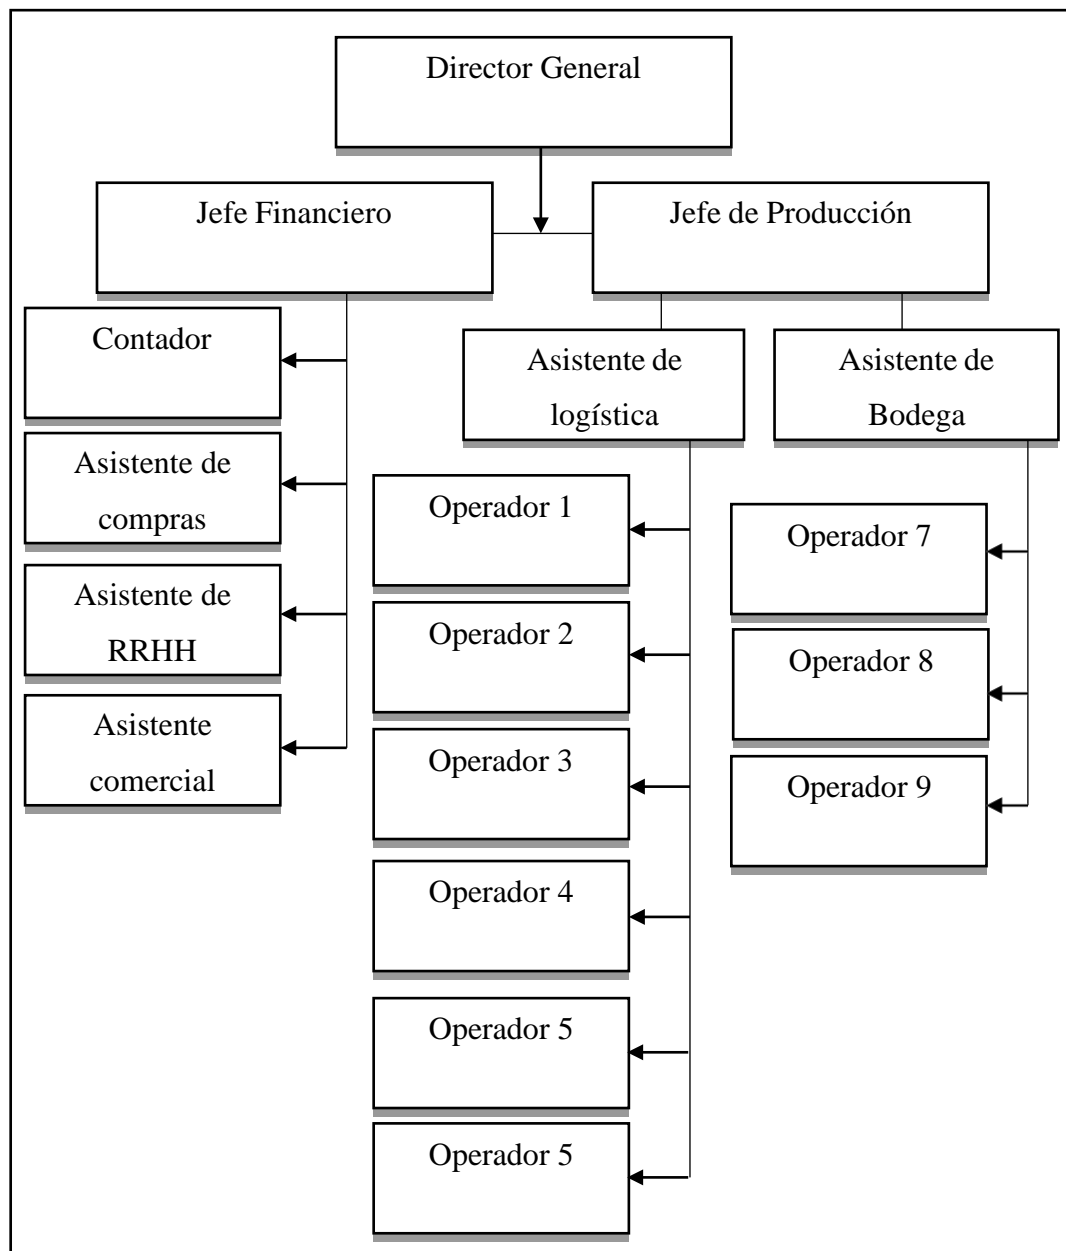 Director General
Jefe Financiero
Jefe de Producción
Contador
Asistente de
compras
Asistente de
RRHH
Asistente
comercial
Asistente de
logística
Operador 1
Operador 2
Operador 3
Operador 4
Operador 5
Operador 5
Asistente de
Bodega
Operador 7
Operador 8
Operador 9